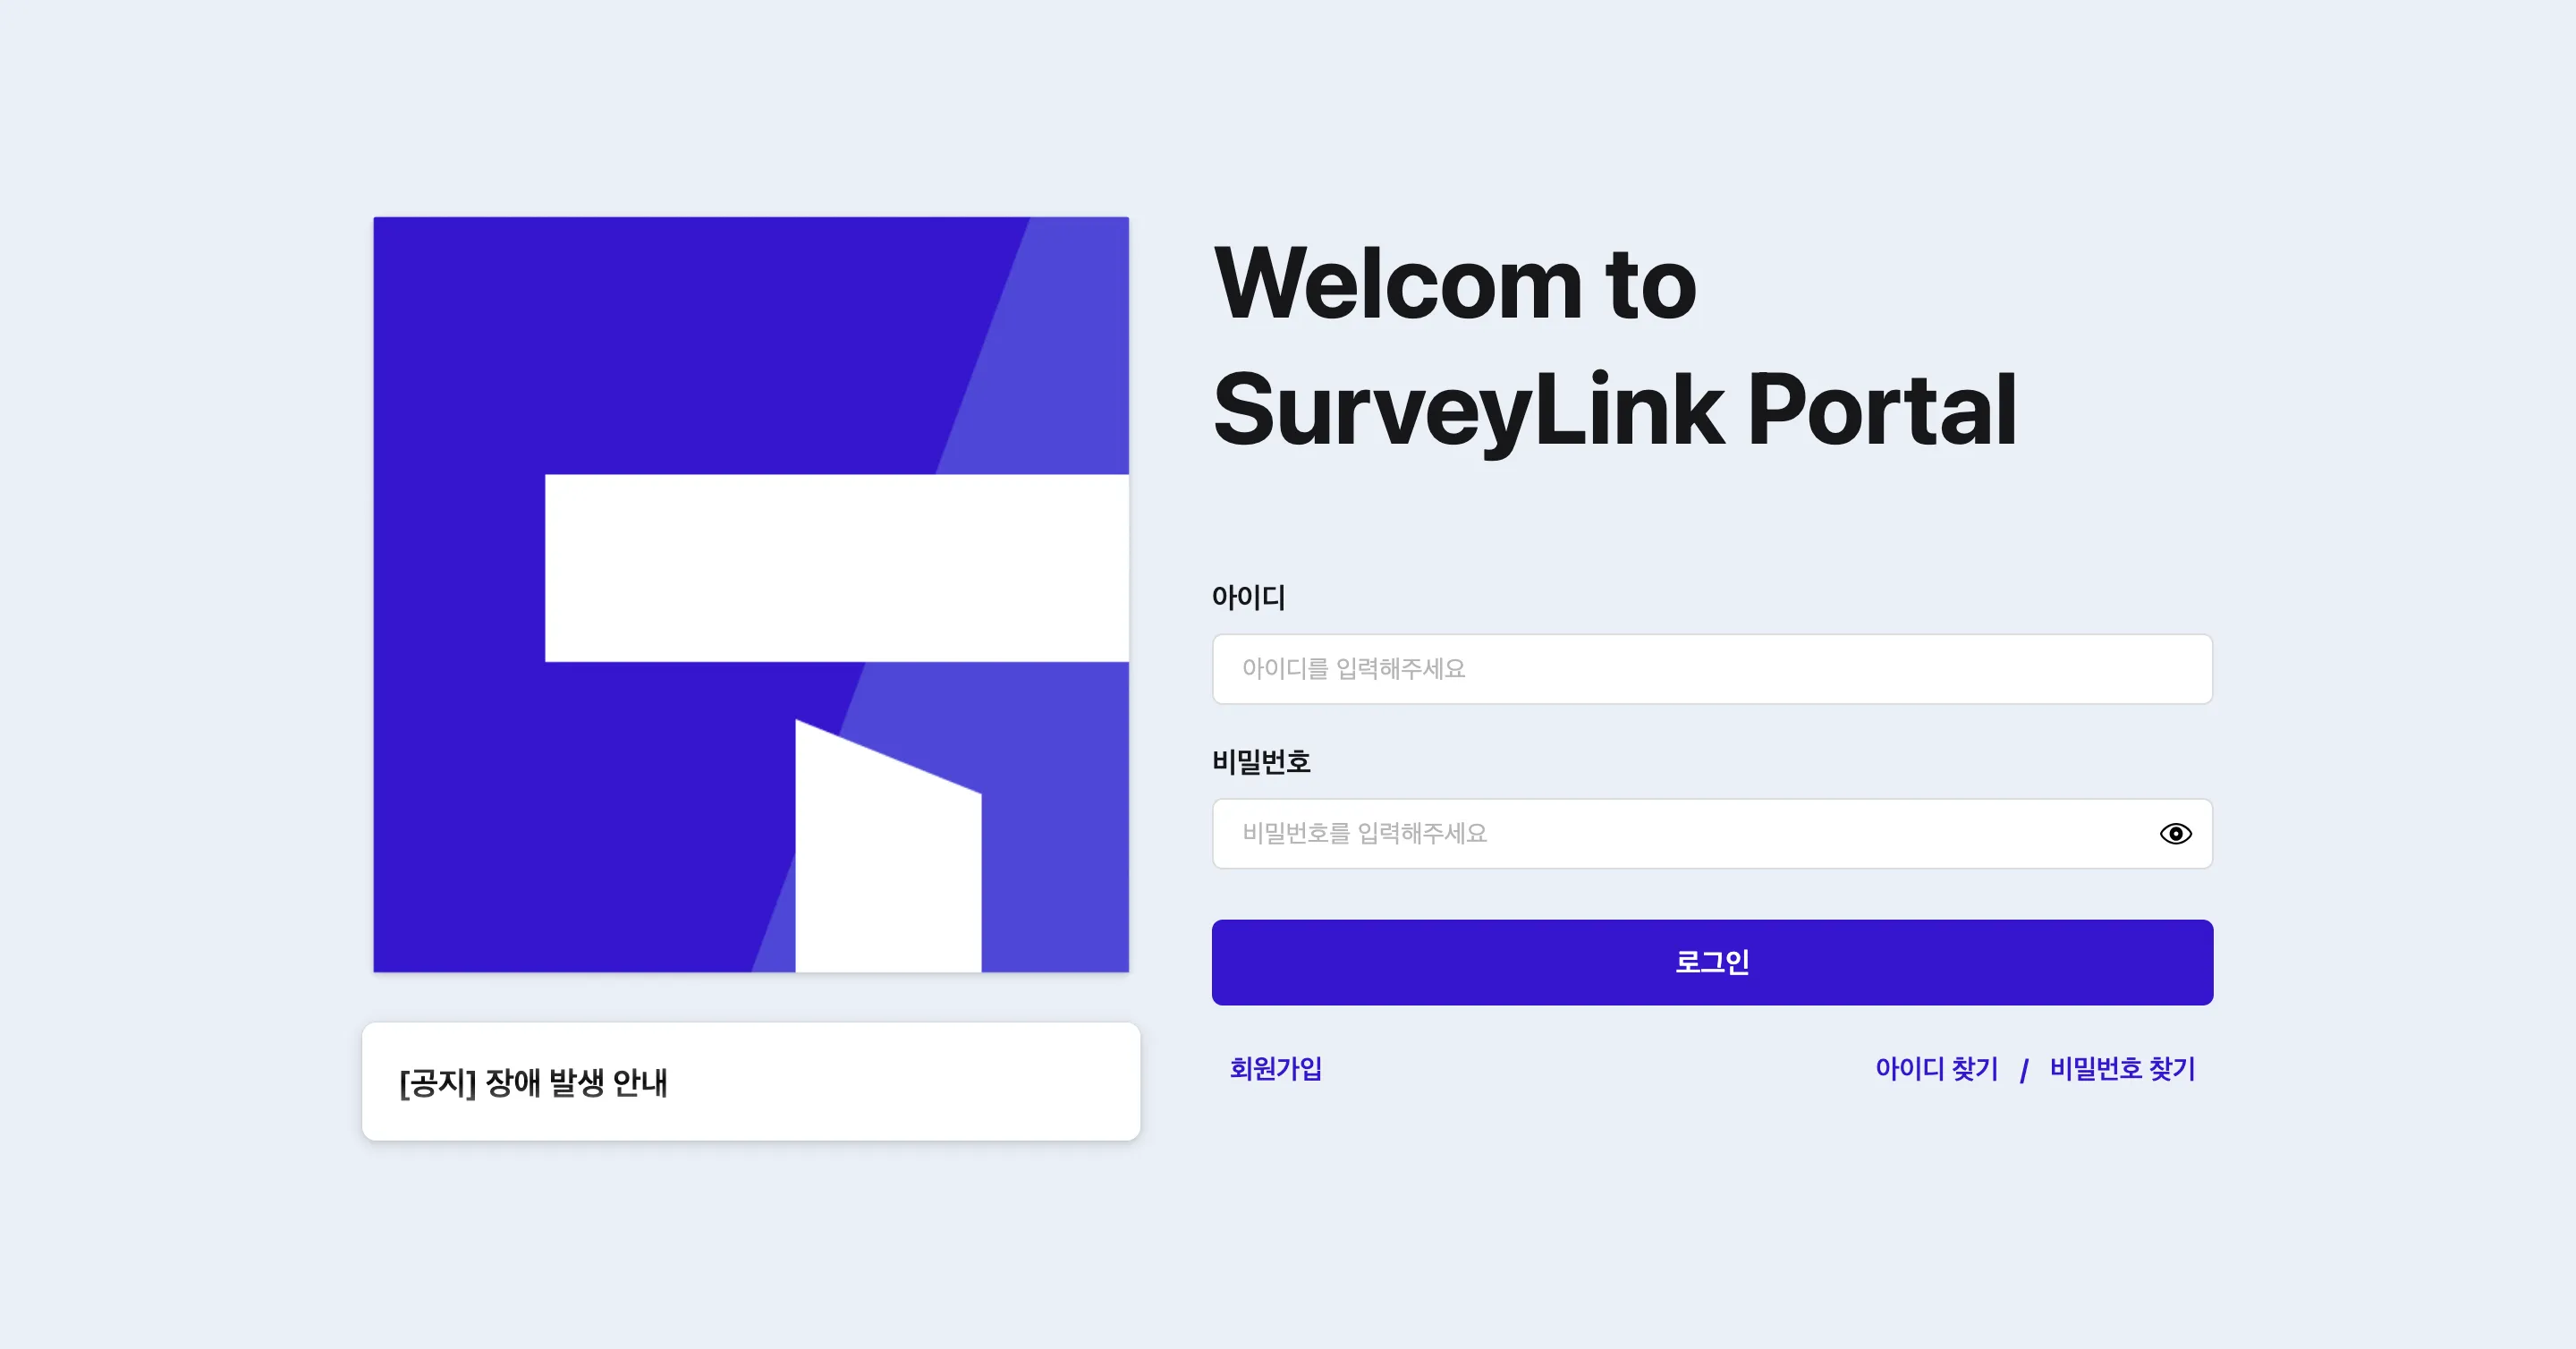 Welcom to
SurveyLink Portal
아이디
아이디를 입력해주세요
비밀번호
비밀번호를 입력해주세요
로그인
회원가입
아이디 찾기 / 비밀번호 찾기
[공지] 장애 발생 안내